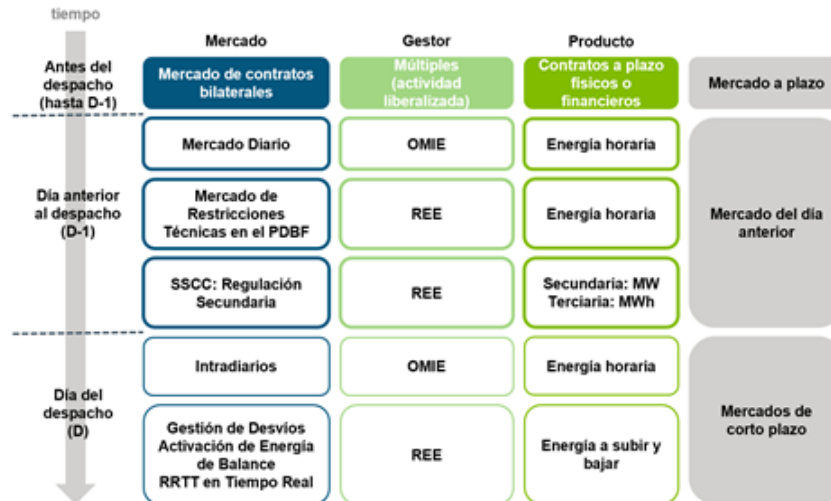 tiempo
Mercado
Gestor
Producto
Antes del
despacho
(hasta D-1)
Mercado de contratos
bilaterales
Múltiples
(actividad
liberalizada)
Contratos a plazo
físicos o
financieros
Mercado a plazo
Día anterior
al despacho
(D-1)
Mercado Diario
OMIE
Energía horaria
Mercado de
Restricciones
Técnicas en el PDBF
REE
Energía horaria
SSCC: Regulación
Secundaria
REE
Secundaria: MW
Terciaria: MWh
Mercado del día
anterior
Día del
despacho
(D)
Intradiarios
OMIE
Energía horaria
Gestión de Desvíos
Activación de Energía
de Balance
RRTT en Tiempo Real
REE
Energía a subir y
bajar
Mercados de
corto plazo